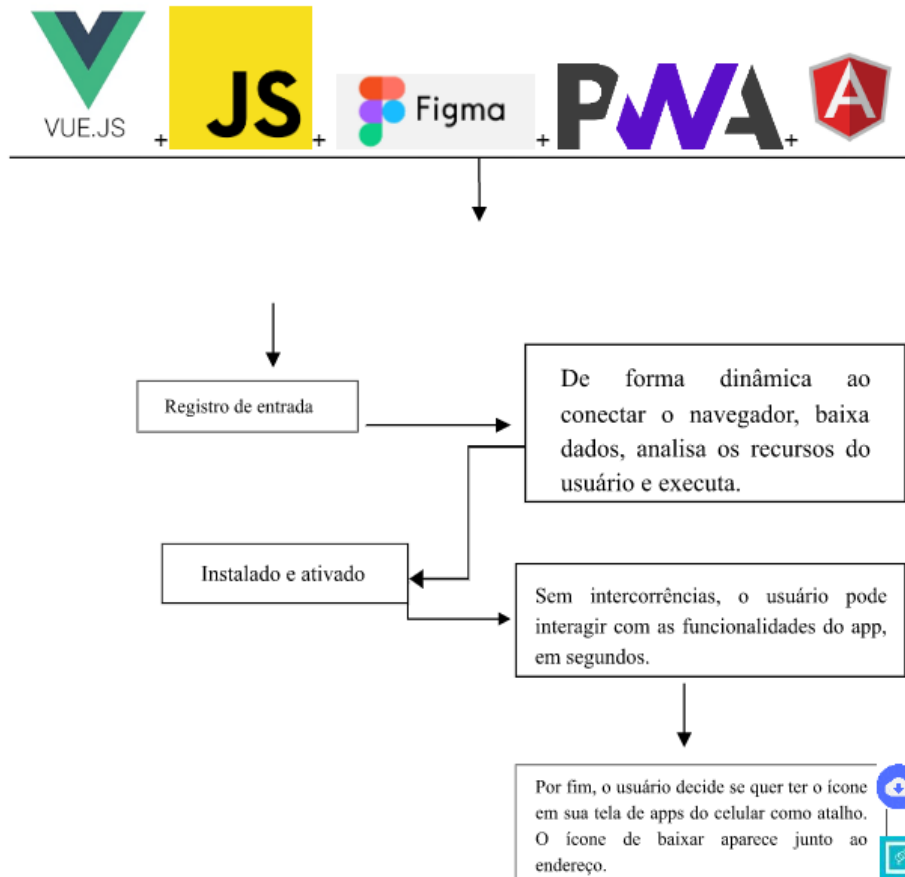 VUE.JS + JS + Figma + PWA + A
Registro de entrada
De forma dinâmica ao
conectar o navegador, baixa
dados, analisa os recursos do
usuário e executa.
Instalado e ativado
Sem intercorrências, o usuário pode
interagir com as funcionalidades do app,
em segundos.
Por fim, o usuário decide se quer ter o ícone
em sua tela de apps do celular como atalho.
O ícone de baixar aparece junto ao
endereço.